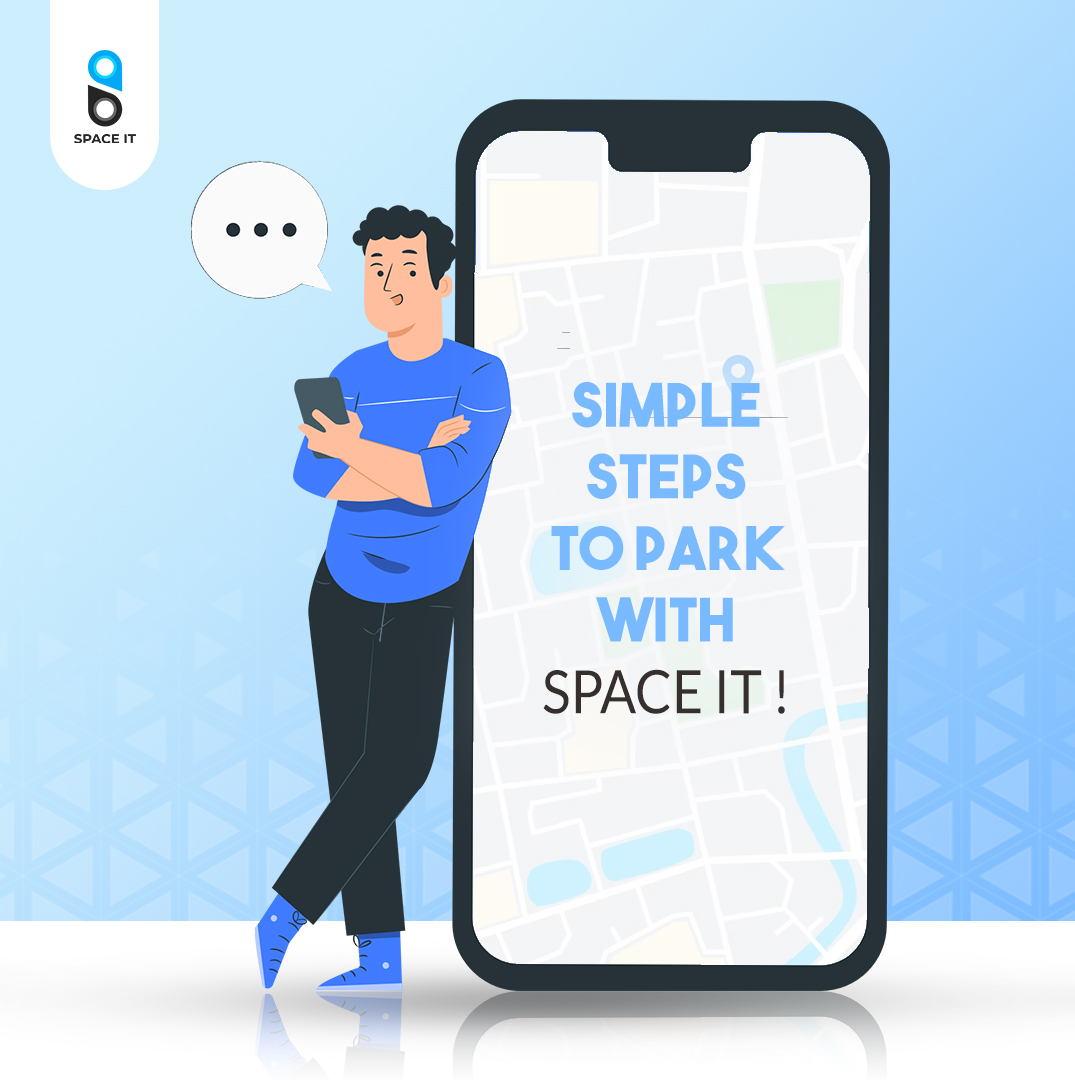 SPACE IT
SIMPLE
STEPS
TO PARK
WITH
SPACE IT !